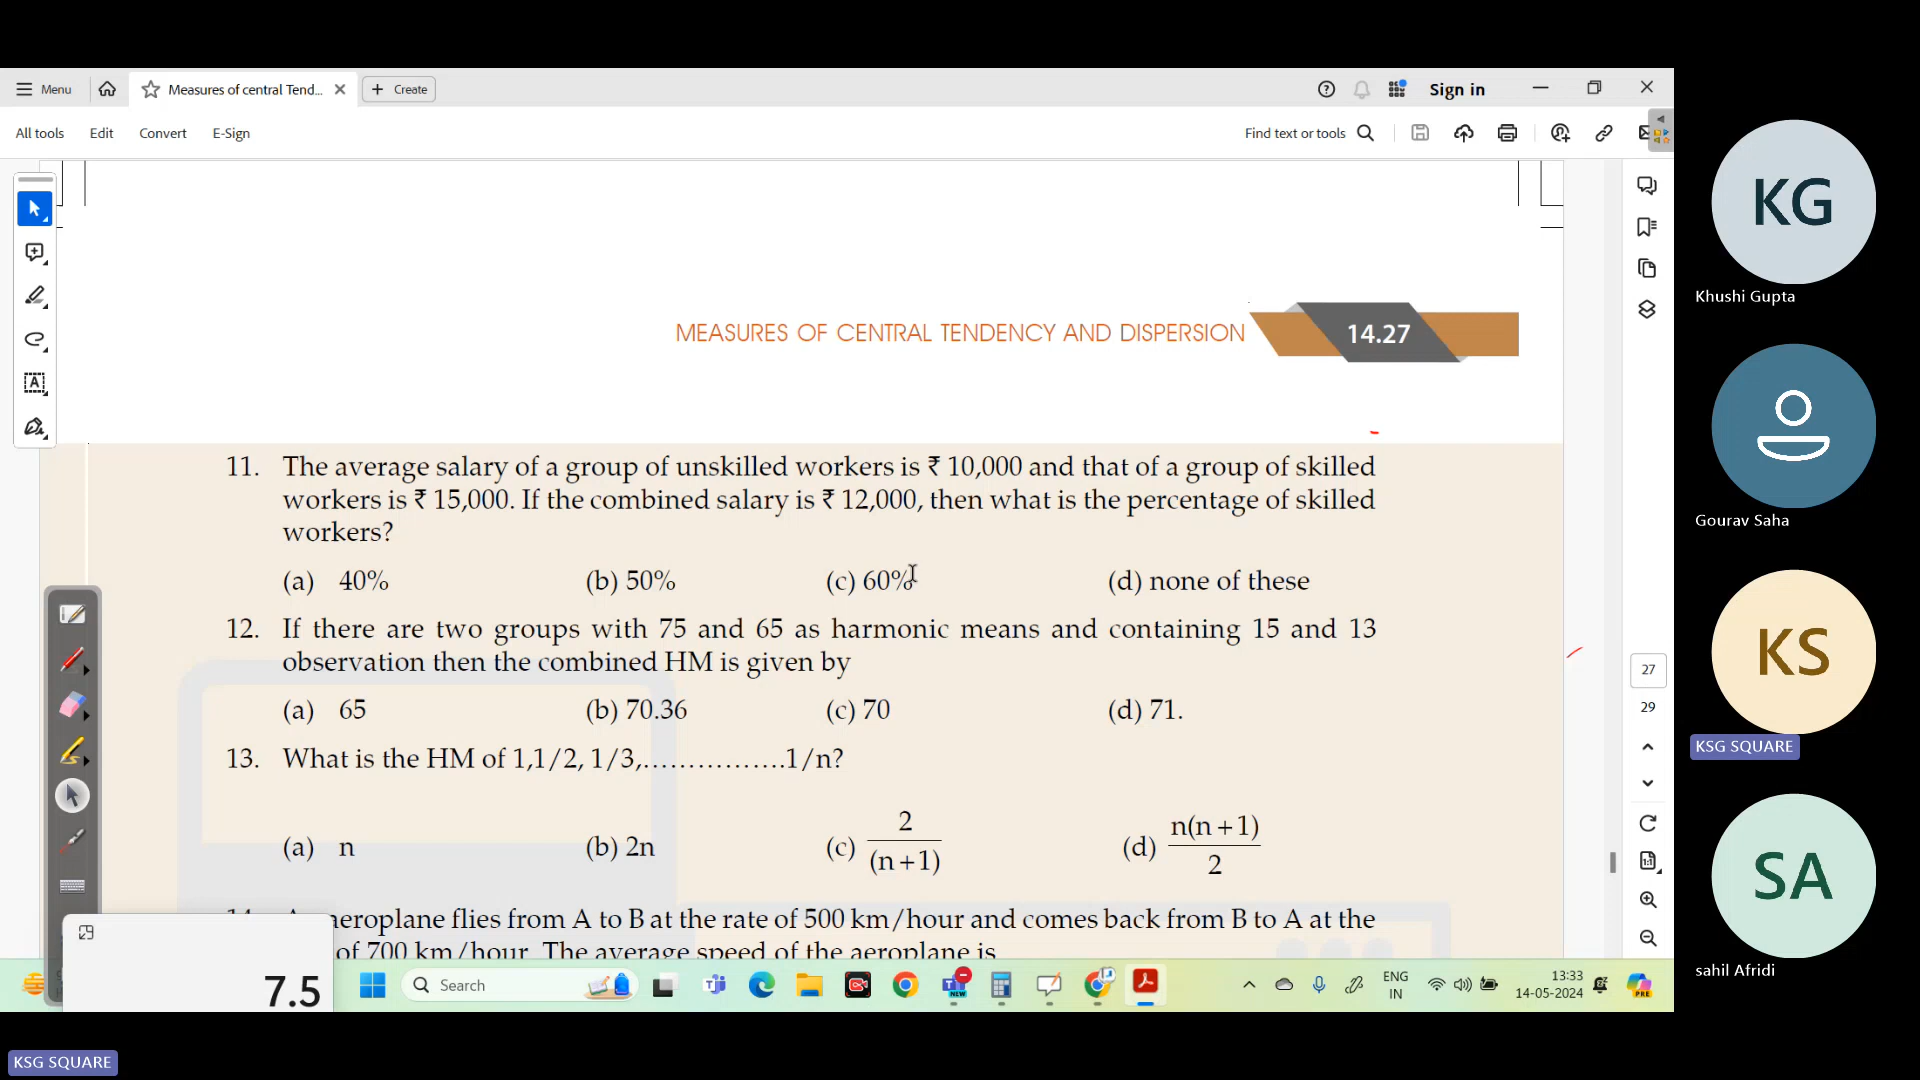 Menu
Measures of central Tend...
Create
Sign in
All tools
Edit
Convert
E-Sign
Find text or tools
MEASURES OF CENTRAL TENDENCY AND DISPERSION
14.27
11. The average salary of a group of unskilled workers is ₹ 10,000 and that of a group of skilled
workers is ₹ 15,000. If the combined salary is ₹ 12,000, then what is the percentage of skilled
workers?
(a) 40% (b) 50% (c) 60% (d) none of these
12. If there are two groups with 75 and 65 as harmonic means and containing 15 and 13
observation then the combined HM is given by
(a) 65 (b) 70.36 (c) 70 (d) 71.
13. What is the HM of 1,1/2, 1/3,................1/n?
(a) n (b) 2n (c) 2/(n+1) (d) n(n+1)/2
aeroplane flies from A to B at the rate of 500 km/hour and comes back from B to A at the
of 700 km/hour. The average speed of the aeroplane is
27
29
7.5
Search
NEW
ENG
IN
13:33
14-05-2024
PRE
KG
Khushi Gupta
Gourav Saha
KS
KSG SQUARE
SA
sahil Afridi
KSG SQUARE